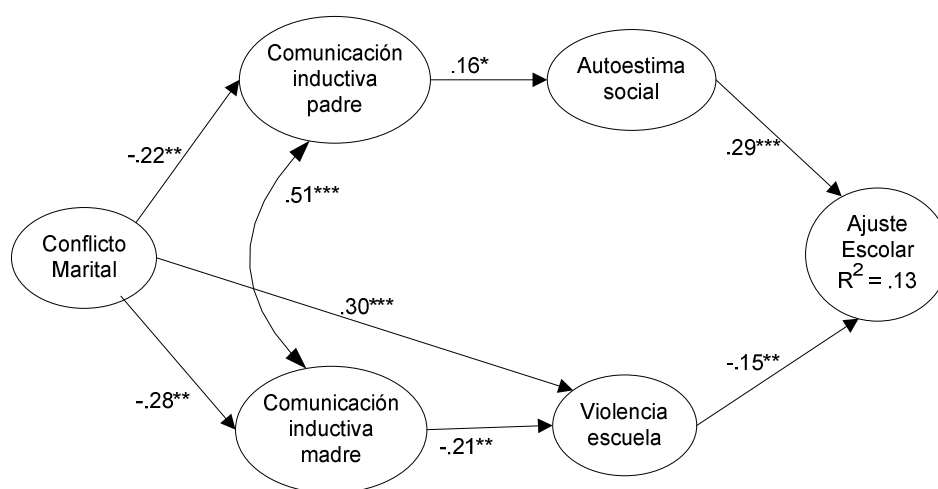 Comunicación
inductiva
padre
.16*
Autoestima
social
-.22**
.51***
.29***
Conflicto
Marital
Ajuste
Escolar
R² = .13
.30***
-.28**
Comunicación
inductiva
madre
-.21**
Violencia
escuela
-.15**